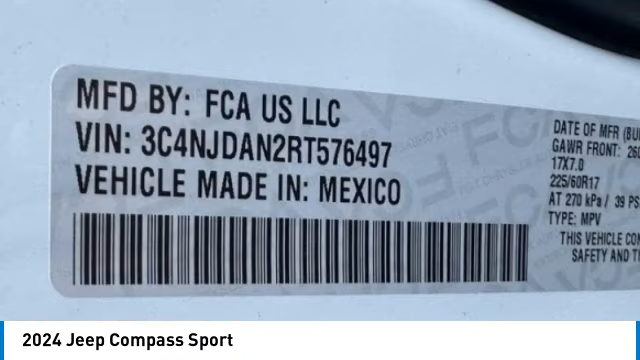 MFD BY: FCA US LLC
VIN: 3C4NJDAN2RT576497
VEHICLE MADE IN: MEXICO
DATE OF MFR
GAWR FRONT:
17X7.0
225/60R17
AT 270 kPa / 39
TYPE: MPV
THIS VEHICLE
SAFETY AND
2024 Jeep Compass Sport